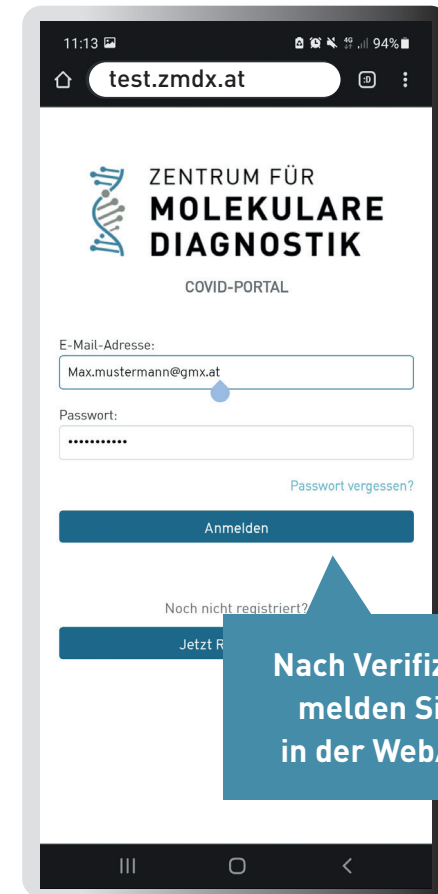 11:13 4G 94%
test.zmdx.at :D
ZENTRUM FÜR
MOLEKULARE
DIAGNOSTIK
COVID-PORTAL
E-Mail-Adresse:
Max.mustermann@gmx.at
Passwort:
•••••••••••
Passwort vergessen?
Anmelden
Noch nicht registriert?
Jetzt R
Nach Verifiz
melden Si
in der Web